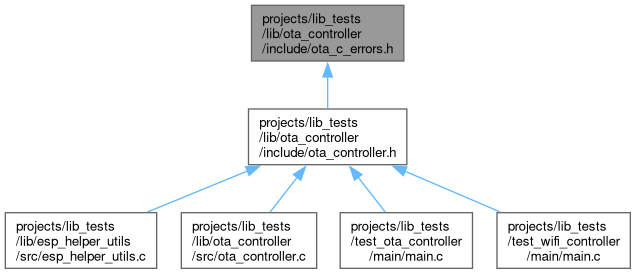 projects/lib_tests
/lib/ota_controller
/include/ota_c_errors.h
projects/lib_tests
/lib/ota_controller
/include/ota_controller.h
projects/lib_tests
/lib/esp_helper_utils
/src/esp_helper_utils.c
projects/lib_tests
/lib/ota_controller
/src/ota_controller.c
projects/lib_tests
/test_ota_controller
/main/main.c
projects/lib_tests
/test_wifi_controller
/main/main.c